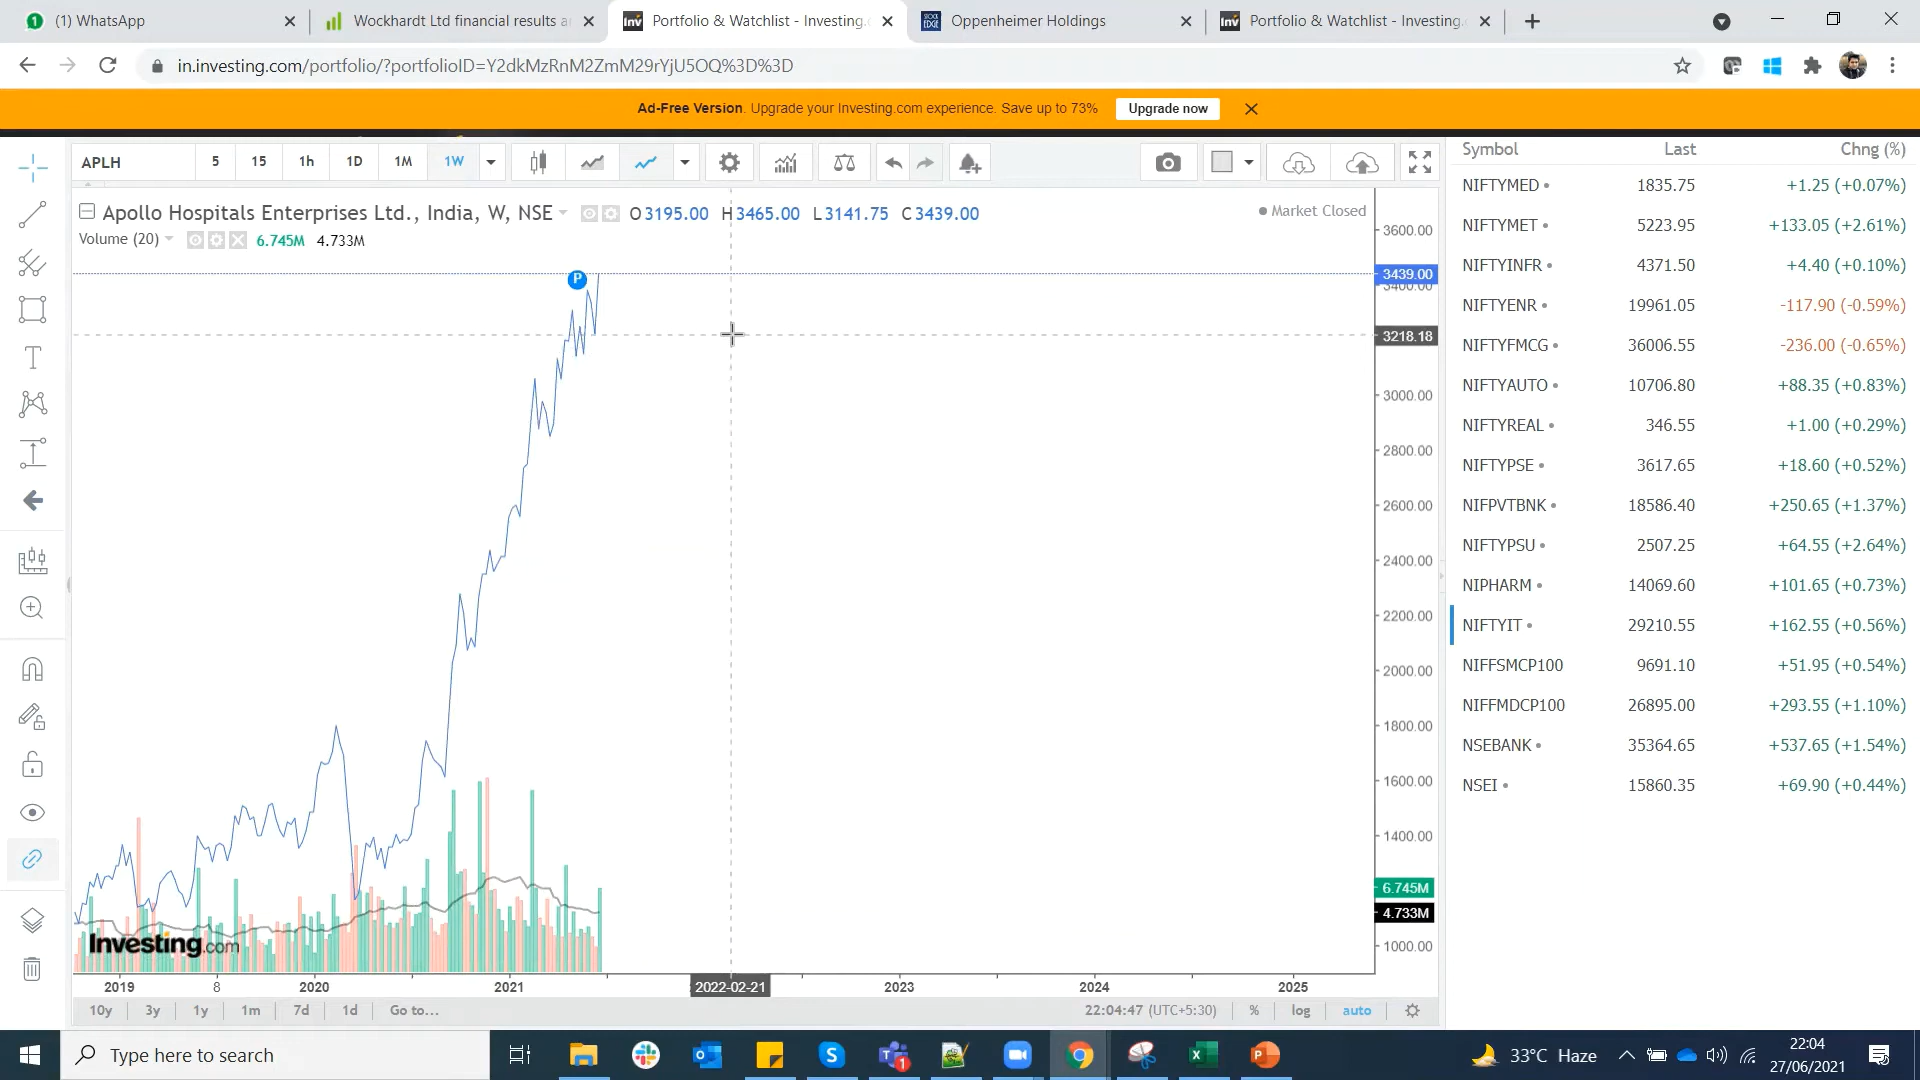 (1) WhatsApp
Wockhardt Ltd financial results a
Portfolio & Watchlist - Investing.c
Oppenheimer Holdings
Portfolio & Watchlist - Investing.c
in.investing.com/portfolio/?portfolioID=Y2dkMzRnM2ZmM29rYjU5OQ%3D%3D
Ad-Free Version. Upgrade your Investing.com experience. Save up to 73% Upgrade now
APLH 5 15 1h 1D 1M 1W
Apollo Hospitals Enterprises Ltd., India, W, NSE O 3195.00 H 3465.00 L 3141.75 C 3439.00
Market Closed
Volume (20) 6.745M 4.733M
P
3600.00
3439.00
3400.00
3218.18
3000.00
2800.00
2600.00
2400.00
2200.00
2000.00
1800.00
1600.00
1400.00
6.745M
4.733M
1000.00
Investing.com
2019 8 2020 2021 2022-02-21 2023 2024 2025
10y 3y 1y 1m 7d 1d Go to... 22:04:47 (UTC+5:30) % log auto
Symbol Last Chng (%)
NIFTYMED 1835.75 +1.25 (+0.07%)
NIFTYMET 5223.95 +133.05 (+2.61%)
NIFTYINFR 4371.50 +4.40 (+0.10%)
NIFTYENR 19961.05 -117.90 (-0.59%)
NIFTYFMCG 36006.55 -236.00 (-0.65%)
NIFTYAUTO 10706.80 +88.35 (+0.83%)
NIFTYREAL 346.55 +1.00 (+0.29%)
NIFTYPSE 3617.65 +18.60 (+0.52%)
NIFPVTBNK 18586.40 +250.65 (+1.37%)
NIFTYPSU 2507.25 +64.55 (+2.64%)
NIPHARM 14069.60 +101.65 (+0.73%)
NIFTYIT 29210.55 +162.55 (+0.56%)
NIFFSMCP100 9691.10 +51.95 (+0.54%)
NIFFMDCP100 26895.00 +293.55 (+1.10%)
NSEBANK 35364.65 +537.65 (+1.54%)
NSEI 15860.35 +69.90 (+0.44%)
Type here to search
33°C Haze
22:04
27/06/2021